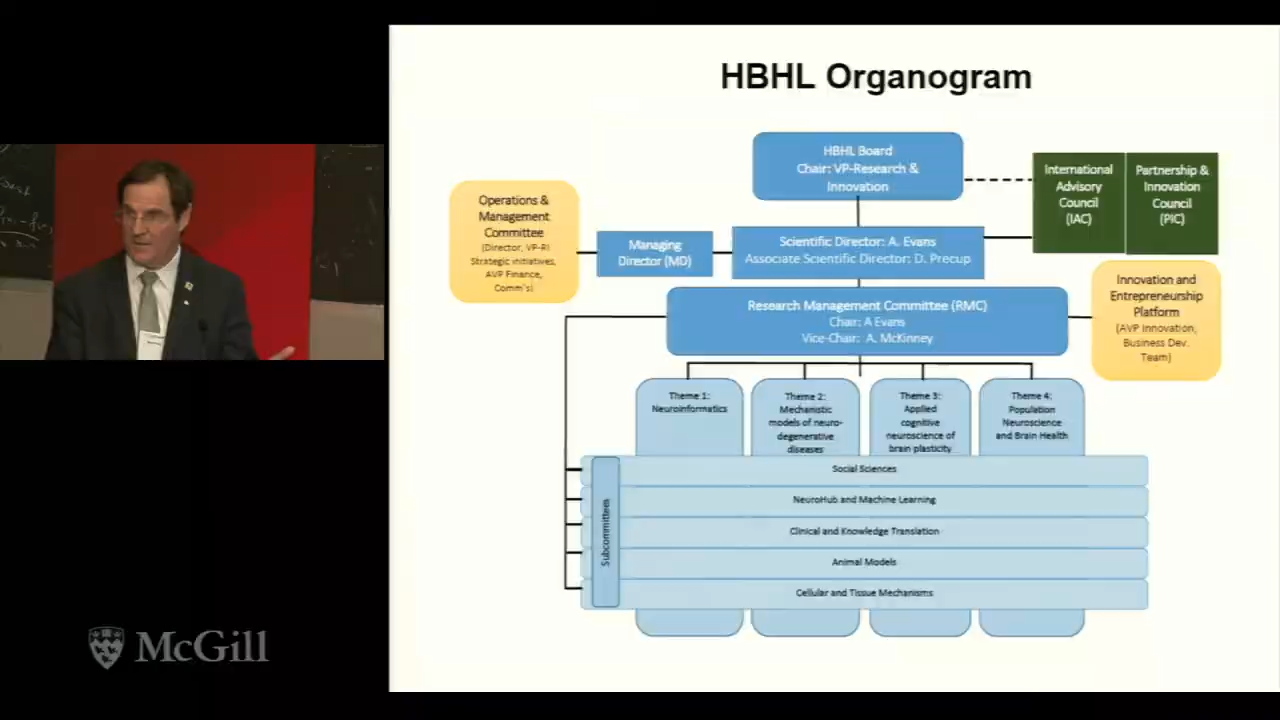 HBHL Organogram
HBHL Board
Chair: VP-Research &
Innovation
International
Advisory
Council
(IAC)
Partnership &
Innovation
Council
(PIC)
Operations &
Management
Committee
(Director, VP-RI
Strategic initiatives,
AVP Finance,
Comm's)
Managing
Director (MD)
Scientific Director: A. Evans
Associate Scientific Director: D. Precup
Innovation and
Entrepreneurship
Platform
(AVP Innovation,
Business Dev.
Team)
Research Management Committee (RMC)
Chair: A Evans
Vice-Chair: A. McKinney
Theme 1:
Neuroinformatics
Theme 2:
Mechanistic
models of neuro-
degenerative
diseases
Theme 3:
Applied
cognitive
neuroscience of
brain plasticity
Theme 4:
Population
Neuroscience
and Brain Health
Subcommittees
Social Sciences
NeuroHub and Machine Learning
Clinical and Knowledge Translation
Animal Models
Cellular and Tissue Mechanisms
McGill